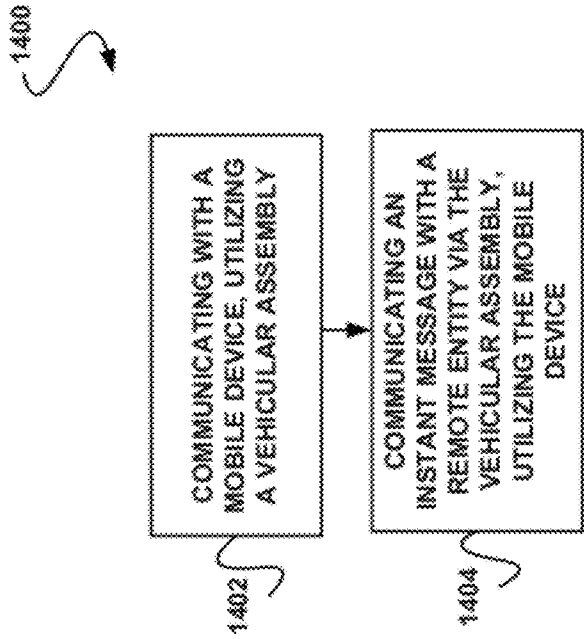 1400
COMMUNICATING WITH A
MOBILE DEVICE, UTILIZING
A VEHICULAR ASSEMBLY
1402
COMMUNICATING AN
INSTANT MESSAGE WITH A
REMOTE ENTITY VIA THE
VEHICULAR ASSEMBLY,
UTILIZING THE MOBILE
DEVICE
1404